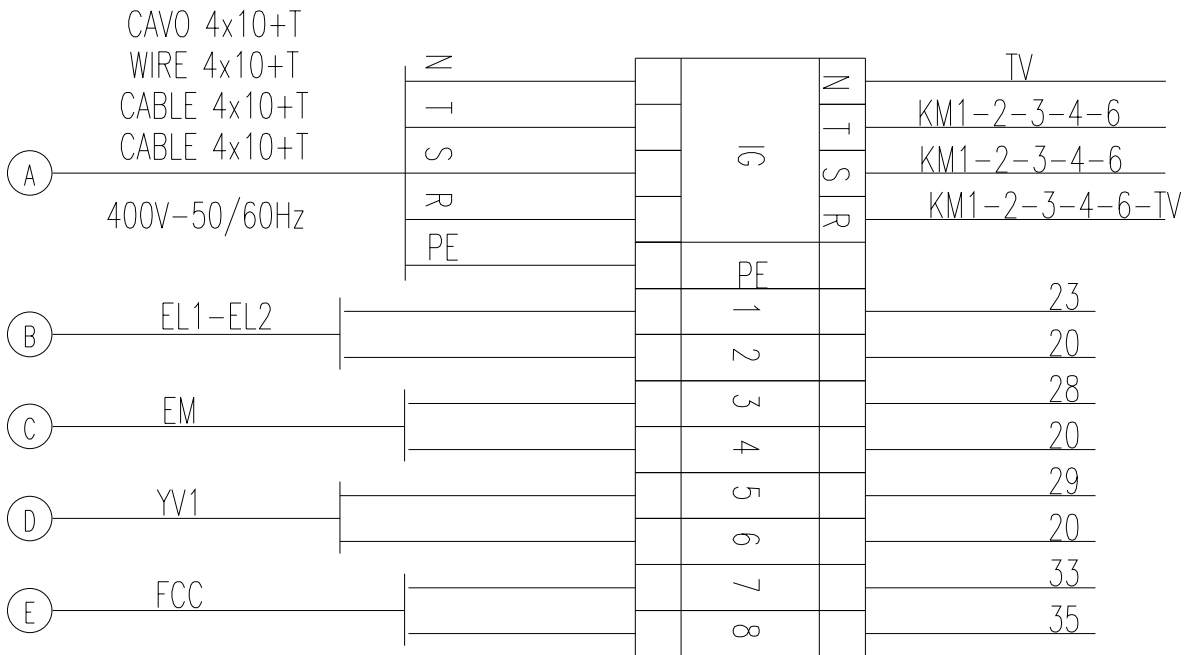 CAVO 4x10+T
WIRE 4x10+T
CABLE 4x10+T
CABLE 4x10+T
A
400V-50/60Hz
N
T
S
R
PE
IG
N
T
S
R
PE
TV
KM1-2-3-4-6
KM1-2-3-4-6
KM1-2-3-4-6-TV
B
EL1-EL2
1
23
2
20
C
EM
3
28
4
20
D
YV1
5
29
6
20
E
FCC
7
33
8
35